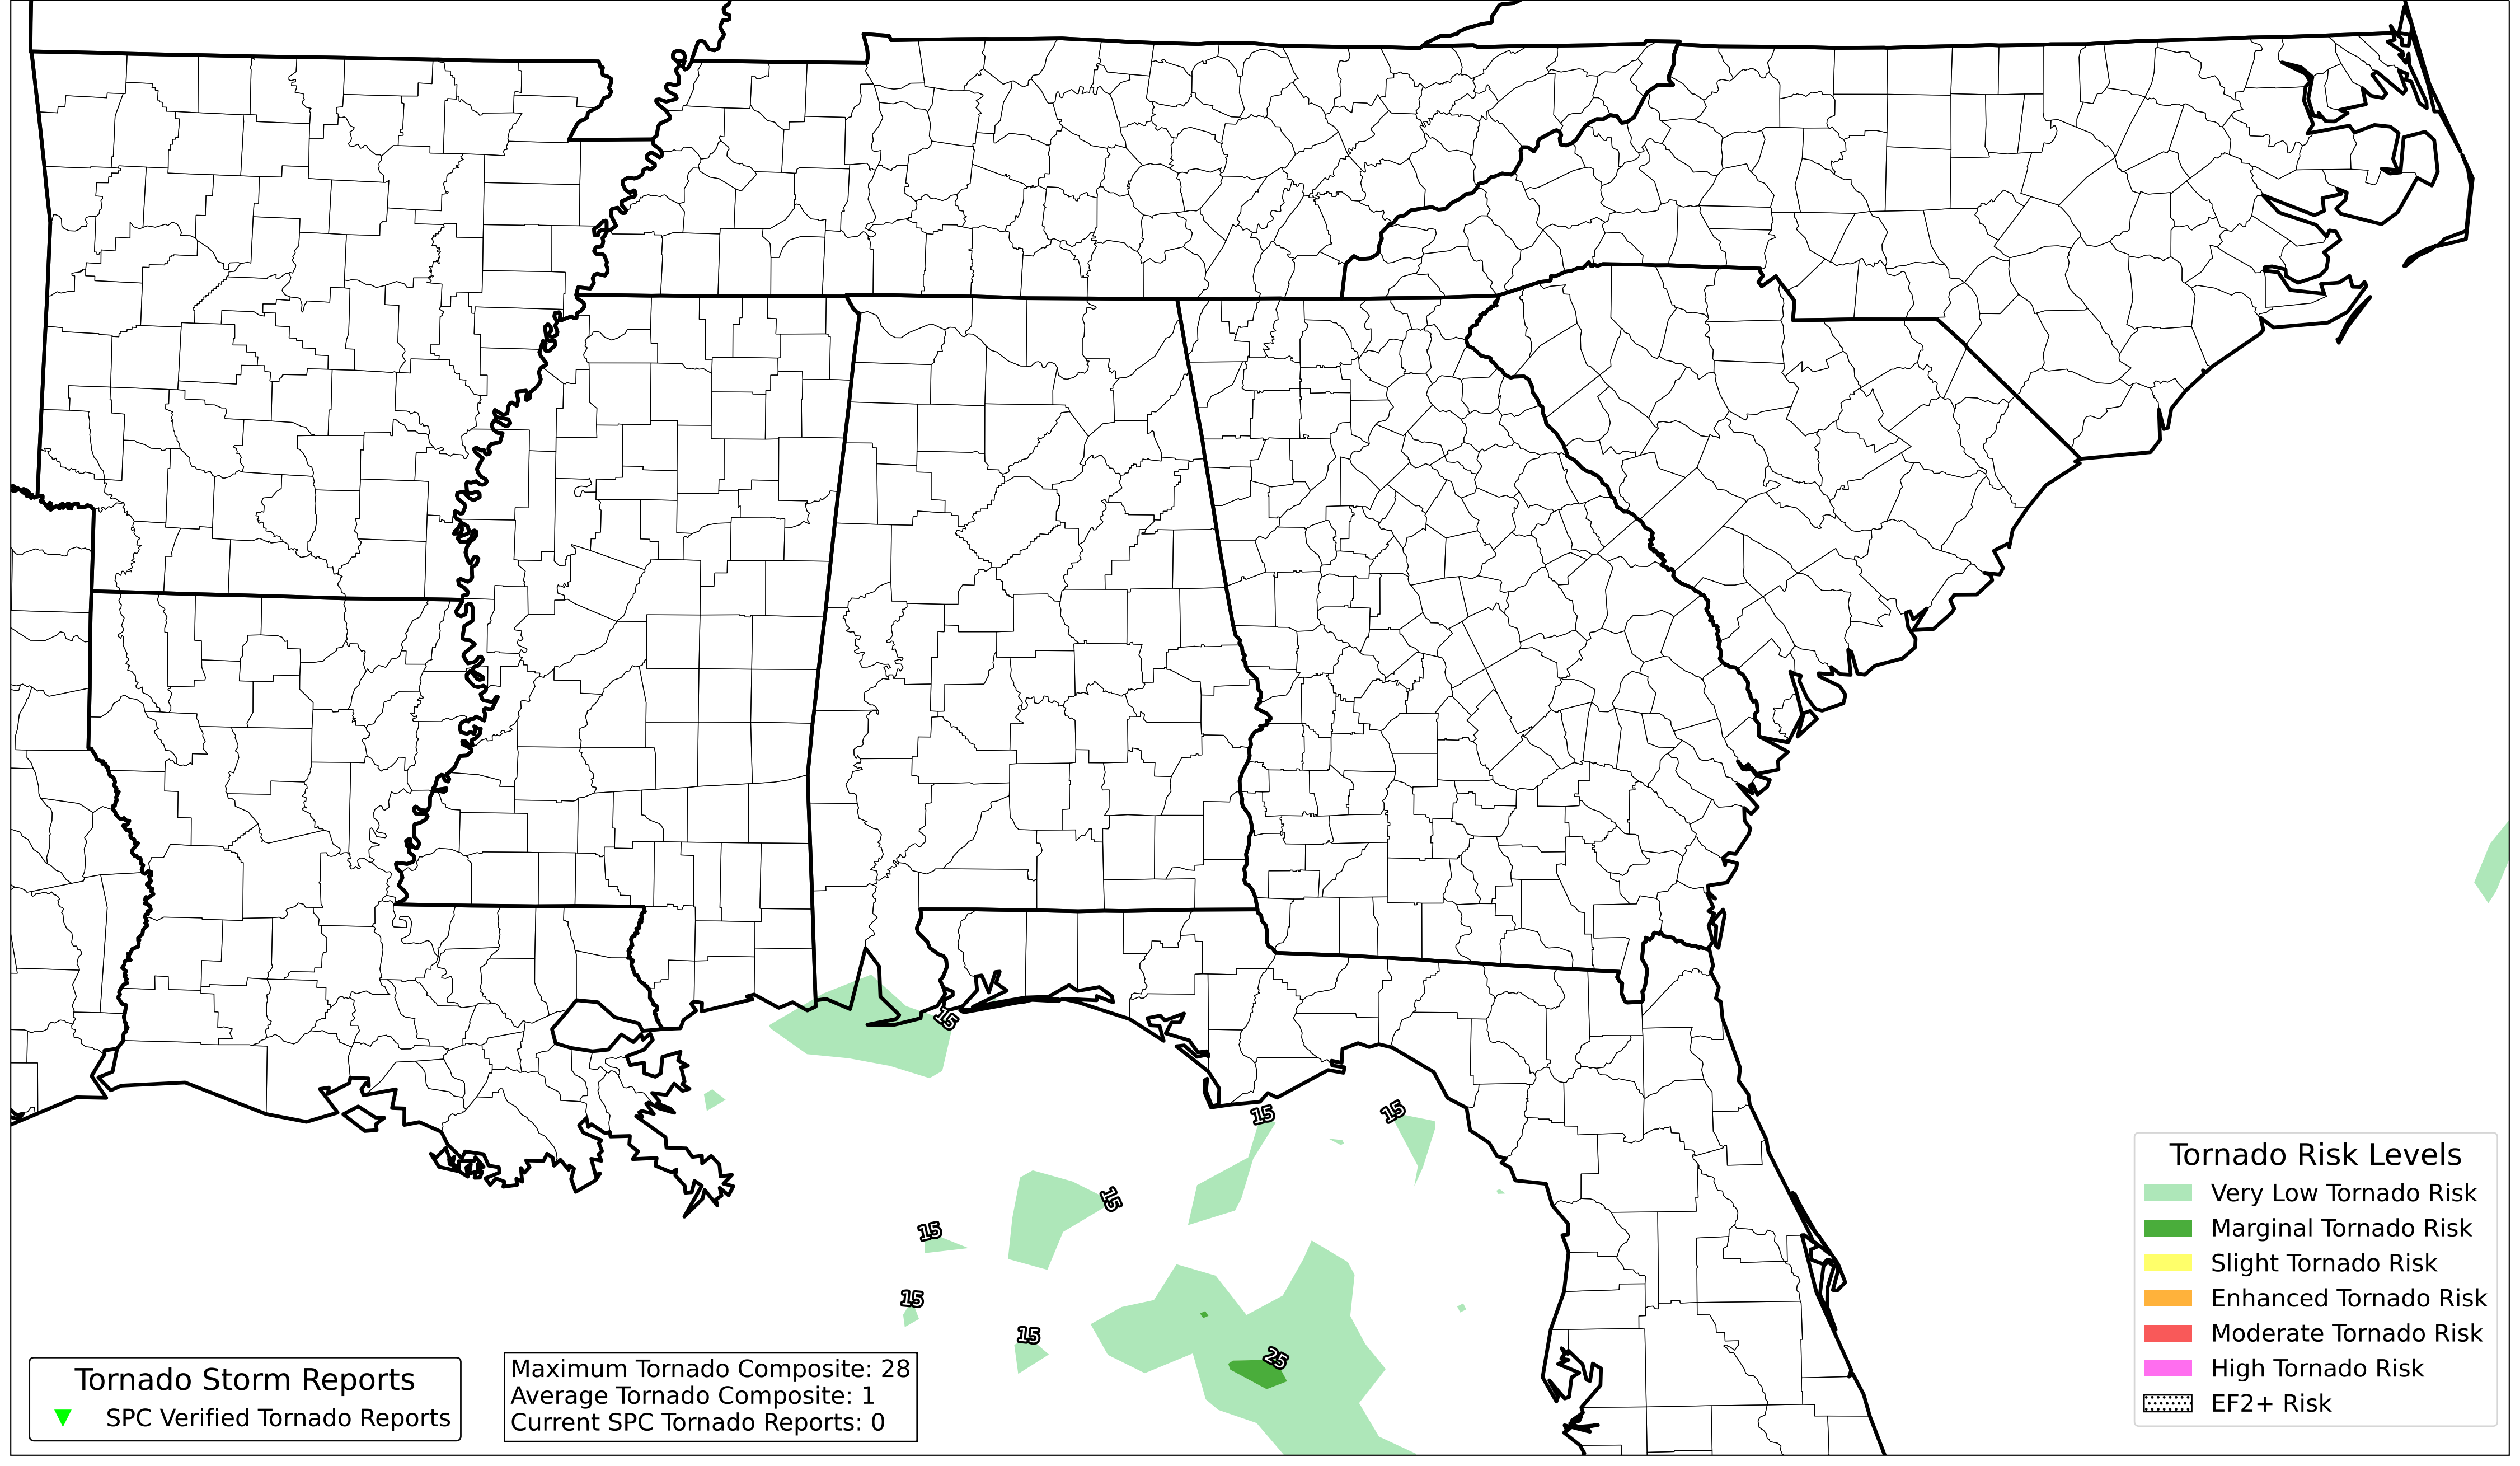 15
15
15
15
15
15
15
25
Tornado Risk Levels
Very Low Tornado Risk
Marginal Tornado Risk
Slight Tornado Risk
Enhanced Tornado Risk
Moderate Tornado Risk
High Tornado Risk
EF2+ Risk
Tornado Storm Reports
SPC Verified Tornado Reports
Maximum Tornado Composite: 28
Average Tornado Composite: 1
Current SPC Tornado Reports: 0